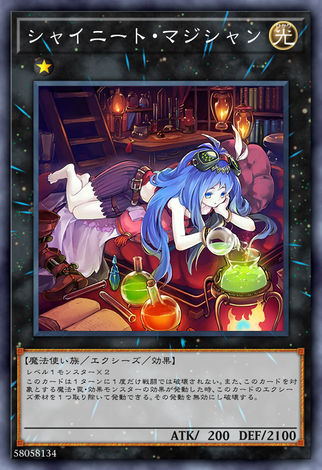 シャイニート・マジシャン
光
【魔法使い族／エクシーズ／効果】
レベル１モンスター×２
このカードは１ターンに１度だけ戦闘では破壊されない。また、このカードを
対象とする魔法・罠・効果モンスターの効果が発動した時、このカードのエクシー
ズ素材を１つ取り除いて発動できる。その発動を無効にし破壊する。
ATK/ 200 DEF/2100
58058134